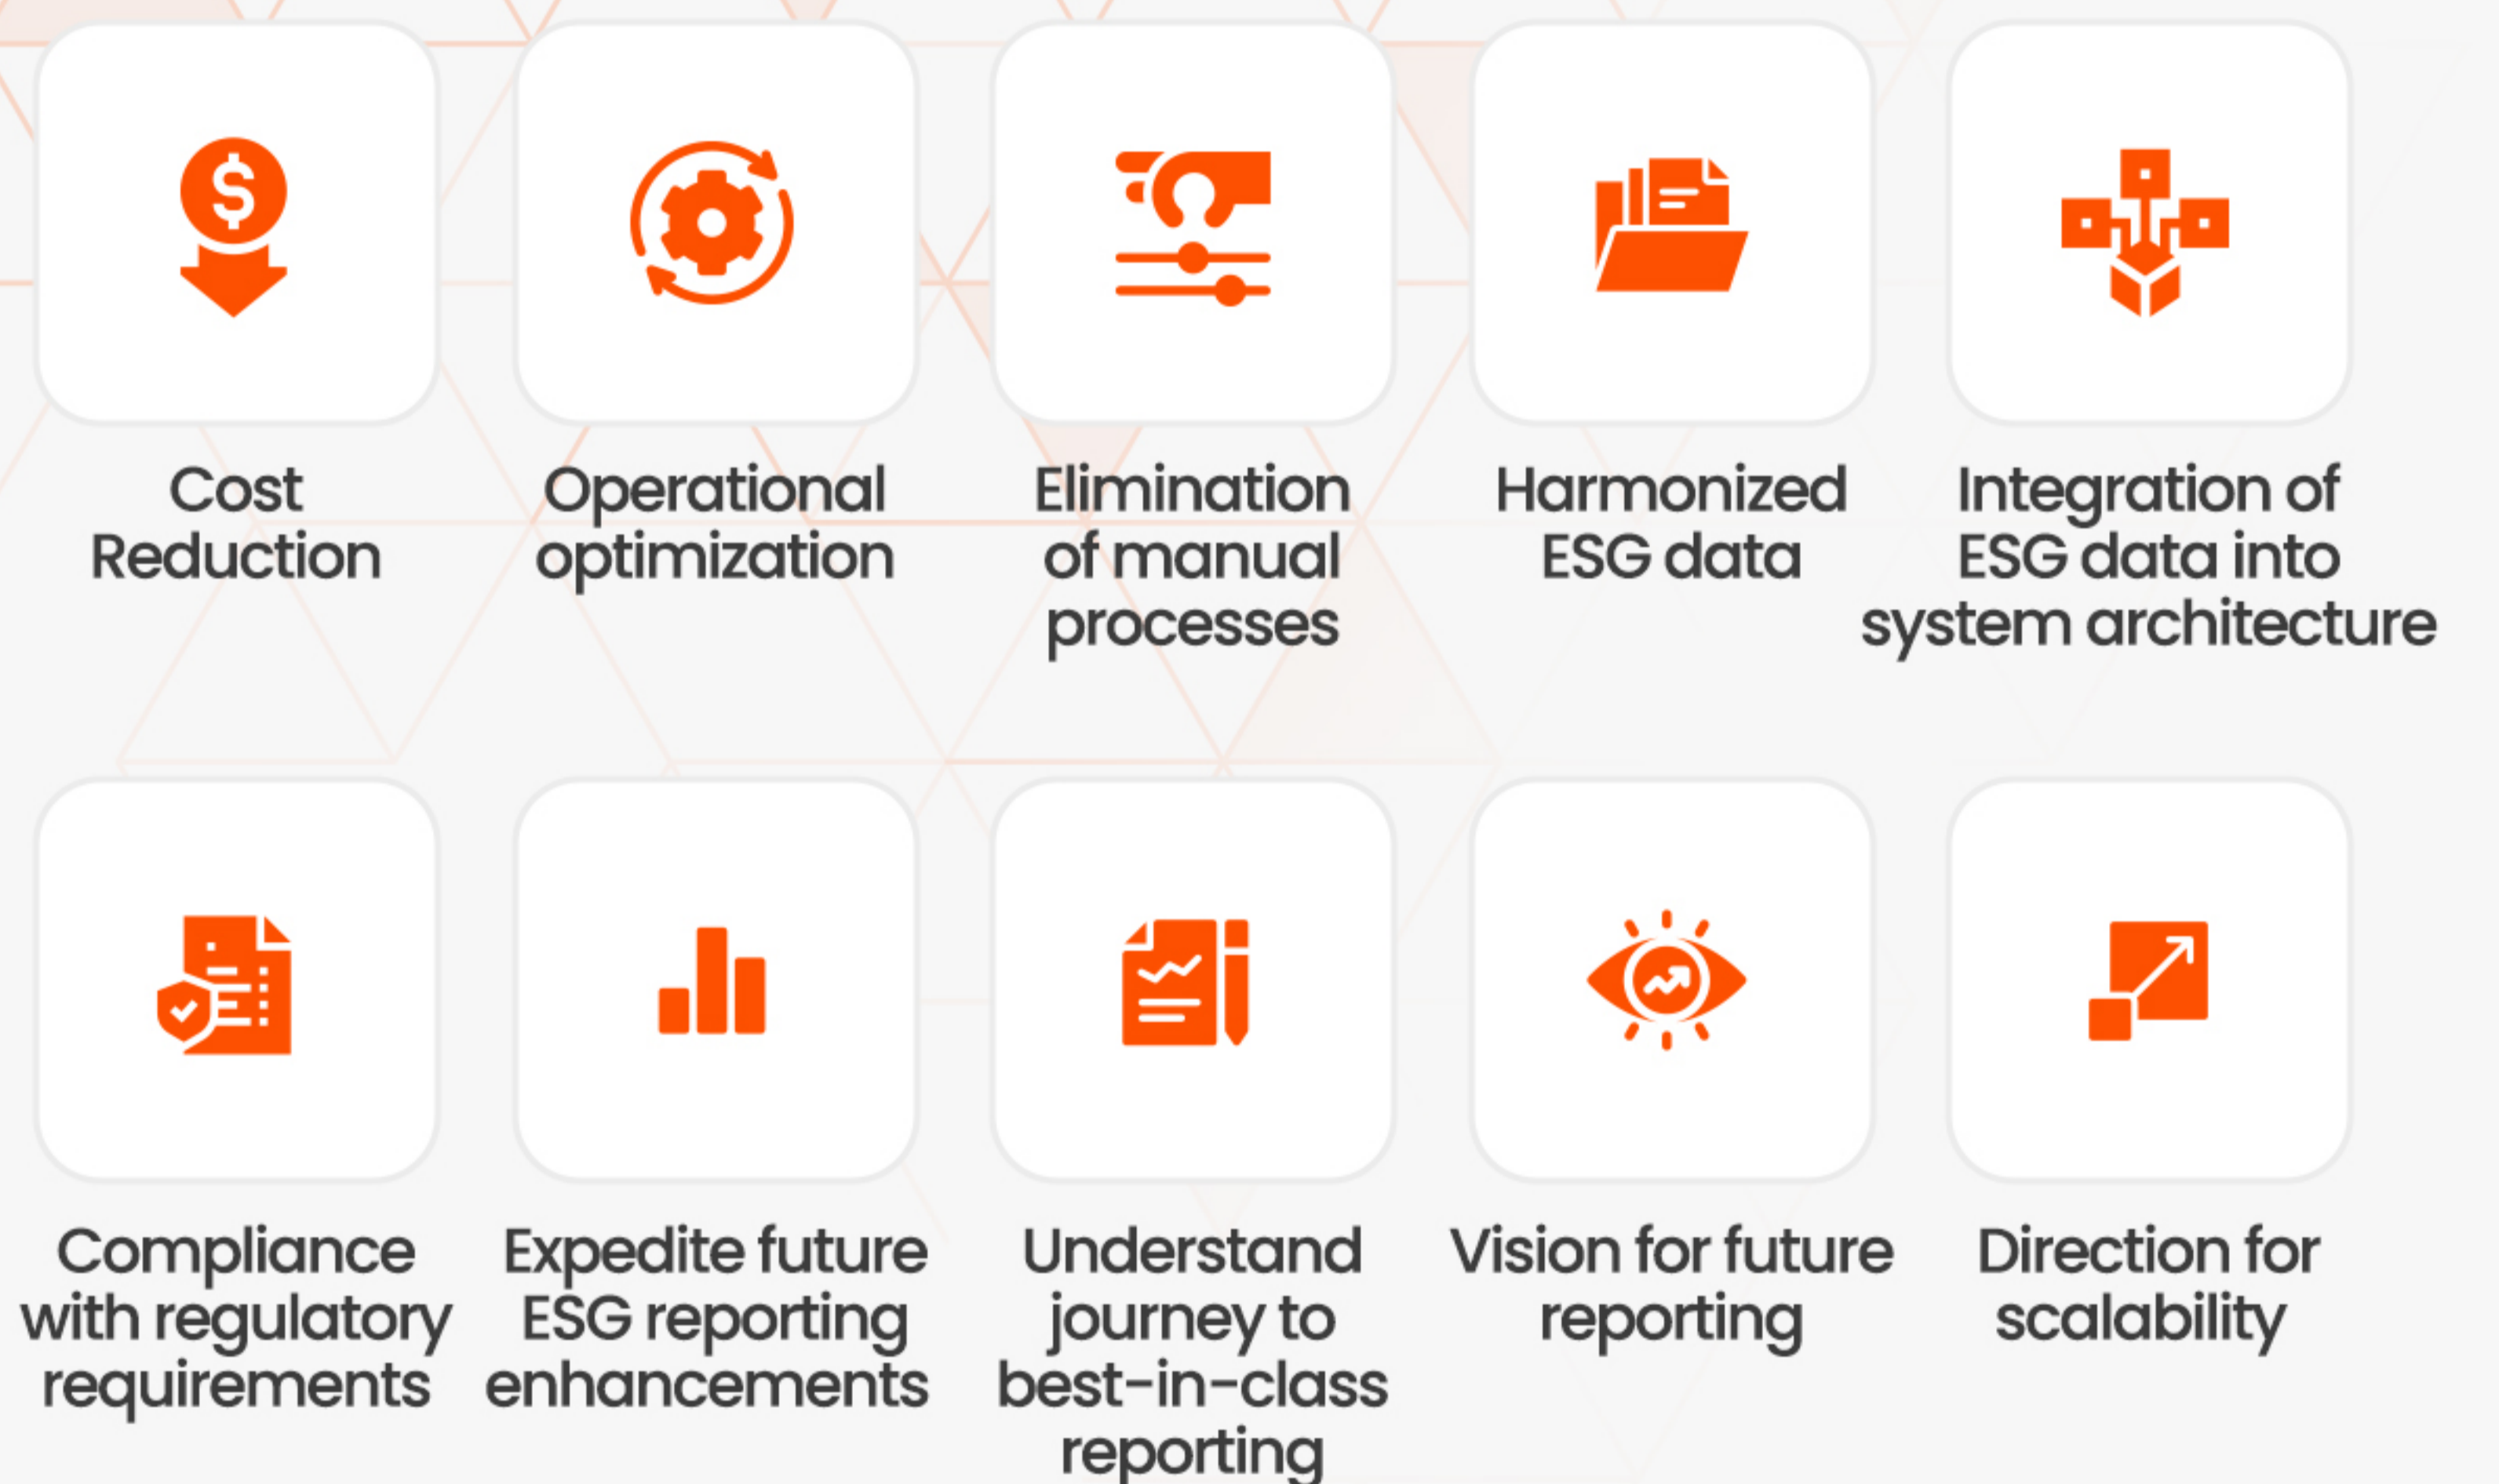 Cost
Reduction
Operational
optimization
Elimination
of manual
processes
Harmonized
ESG data
Integration of
ESG data into
system architecture
Compliance
with regulatory
requirements
Expedite future
ESG reporting
enhancements
Understand
journey to
best-in-class
reporting
Vision for future
reporting
Direction for
scalability